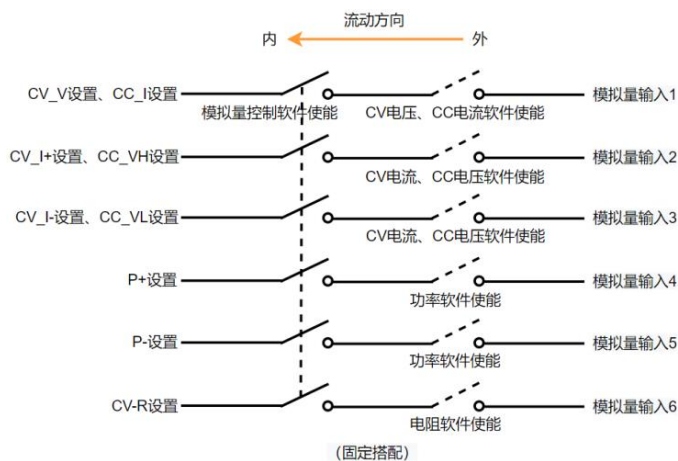 流动方向
内
外
CV_V设置、CC_I设置
模拟量控制软件使能
CV电压、CC电流软件使能
模拟量输入1
CV_I+设置、CC_VH设置
CV电流、CC电压软件使能
模拟量输入2
CV_I-设置、CC_VL设置
CV电流、CC电压软件使能
模拟量输入3
P+设置
功率软件使能
模拟量输入4
P-设置
功率软件使能
模拟量输入5
CV-R设置
电阻软件使能
模拟量输入6
（固定搭配）